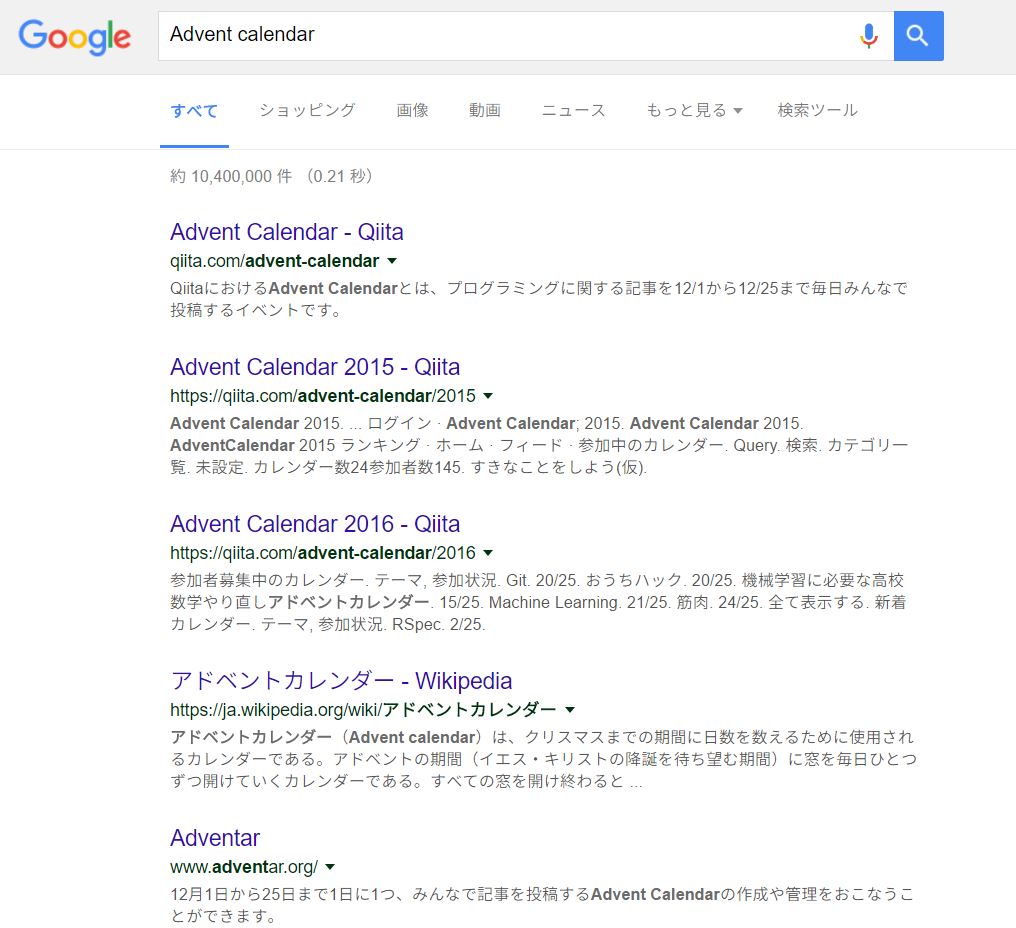 Google
Advent calendar
すべて ショッピング 画像 動画 ニュース もっと見る 検索ツール
約 10,400,000 件 （0.21 秒）
Advent Calendar - Qiita
qiita.com/advent-calendar
QiitaにおけるAdvent Calendarとは、プログラミングに関する記事を12/1から12/25まで毎日みんなで
投稿するイベントです。
Advent Calendar 2015 - Qiita
https://qiita.com/advent-calendar/2015
Advent Calendar 2015. ... ログイン · Advent Calendar; 2015. Advent Calendar 2015.
AdventCalendar 2015 ランキング · ホーム · フィード · 参加中のカレンダー. Query. 検索. カテゴリー
覧. 未設定. カレンダー数24参加者数145. すきなことをしよう(仮).
Advent Calendar 2016 - Qiita
https://qiita.com/advent-calendar/2016
参加者募集中のカレンダー. テーマ, 参加状況. Git. 20/25. おうちハック. 20/25. 機械学習に必要な高校
数学やり直しアドベントカレンダー. 15/25. Machine Learning. 21/25. 筋肉. 24/25. 全て表示する. 新着
カレンダー. テーマ, 参加状況. RSpec. 2/25.
アドベントカレンダー - Wikipedia
https://ja.wikipedia.org/wiki/アドベントカレンダー
アドベントカレンダー（Advent calendar）は、クリスマスまでの期間に日数を数えるために使用され
るカレンダーである。アドベントの期間（イエス・キリストの降誕を待ち望む期間）に窓を毎日ひとつ
ずつ開けていくカレンダーである。すべての窓を開け終わると ...
Adventar
www.adventar.org/
12月1日から25日まで1日に1つ、みんなで記事を投稿するAdvent Calendarの作成や管理をおこなうこ
とができます。